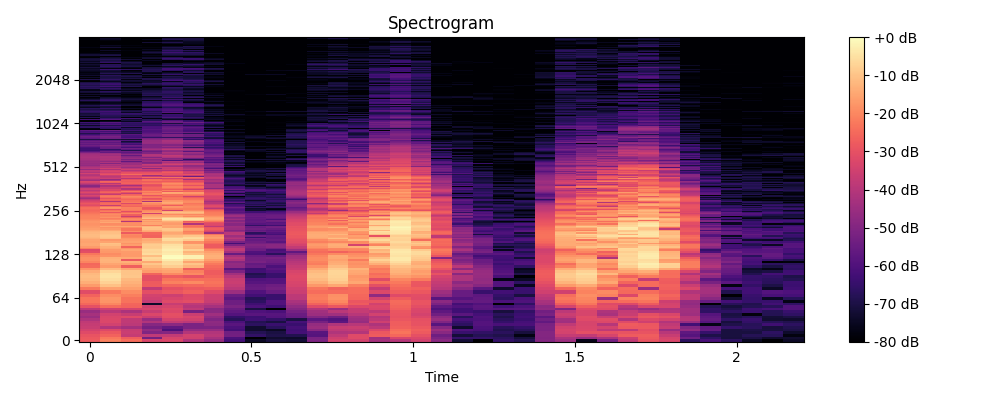 Spectrogram
2048
1024
512
256
128
64
0
Hz
0
0.5
1
1.5
2
Time
+0 dB
-10 dB
-20 dB
-30 dB
-40 dB
-50 dB
-60 dB
-70 dB
-80 dB